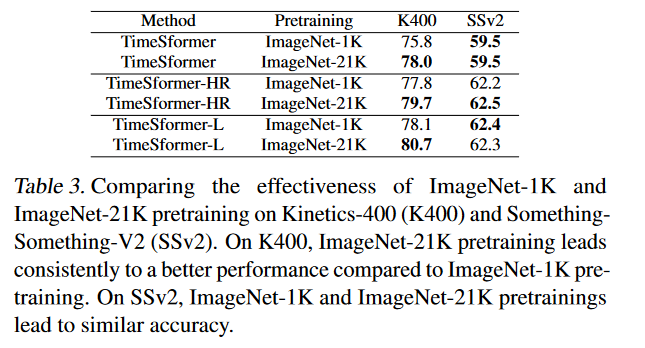 Method Pretraining K400 SSv2
TimeSformer ImageNet-1K 75.8 59.5
TimeSformer ImageNet-21K 78.0 59.5
TimeSformer-HR ImageNet-1K 77.8 62.2
TimeSformer-HR ImageNet-21K 79.7 62.5
TimeSformer-L ImageNet-1K 78.1 62.4
TimeSformer-L ImageNet-21K 80.7 62.3
Table 3. Comparing the effectiveness of ImageNet-1K and
ImageNet-21K pretraining on Kinetics-400 (K400) and Something-
Something-V2 (SSv2). On K400, ImageNet-21K pretraining leads
consistently to a better performance compared to ImageNet-1K pre-
training. On SSv2, ImageNet-1K and ImageNet-21K pretrainings
lead to similar accuracy.